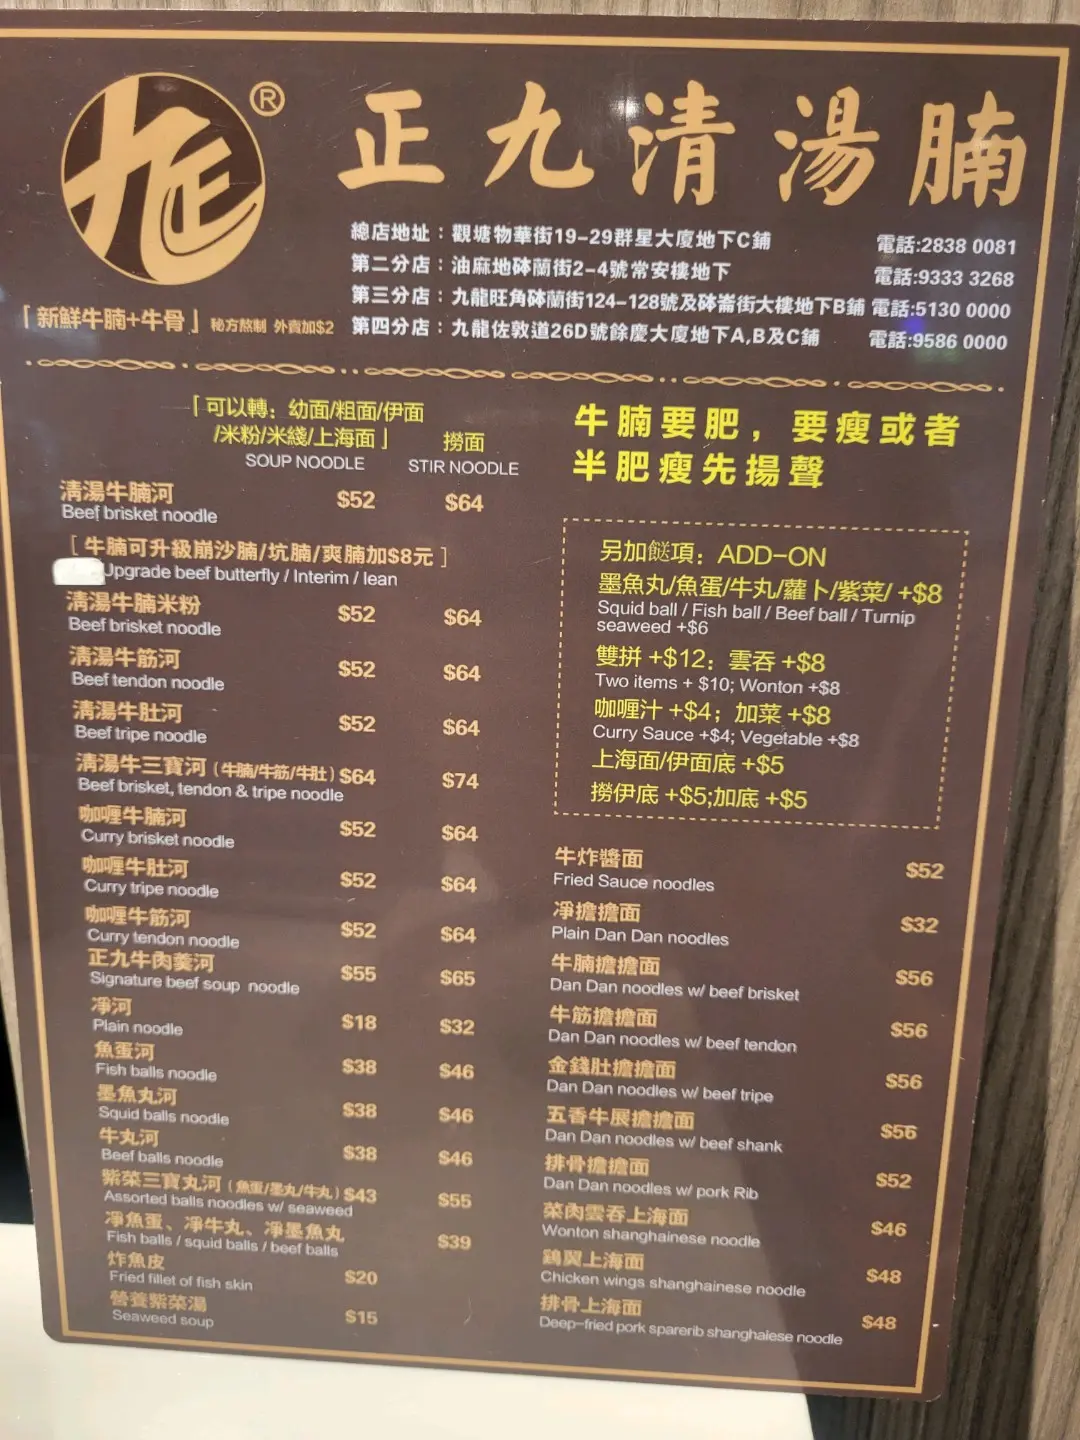 九正 ®
正九清湯腩
總店地址：觀塘物華街19-29群星大廈地下C鋪 電話:2838 0081
第二分店：油麻地砵蘭街2-4號常安樓地下 電話:9333 3268
第三分店：九龍旺角砵蘭街124-128號及砵崙街大樓地下B鋪 電話:5130 0000
第四分店：九龍佐敦道26D號餘慶大廈地下A,B及C鋪 電話:9586 0000
「新鮮牛腩+牛骨」秘方熬制 外賣加$2
「可以轉：幼面/粗面/伊面
/米粉/米綫/上海面」 撈面
SOUP NOODLE STIR NOODLE
清湯牛腩河 $52 $64
Beef brisket noodle
[ 牛腩可升級崩沙腩/坑腩/爽腩加$8元 ]
Upgrade beef butterfly / Interim / lean
清湯牛腩米粉 $52 $64
Beef brisket noodle
清湯牛筋河 $52 $64
Beef tendon noodle
清湯牛肚河 $52 $64
Beef tripe noodle
清湯牛三寶河 (牛腩/牛筋/牛肚) $64 $74
Beef brisket, tendon & tripe noodle
咖喱牛腩河 $52 $64
Curry brisket noodle
咖喱牛肚河 $52 $64
Curry tripe noodle
咖喱牛筋河 $52 $64
Curry tendon noodle
正九牛肉羹河 $55 $65
Signature beef soup noodle
凈河 $18 $32
Plain noodle
魚蛋河 $38 $46
Fish balls noodle
墨魚丸河 $38 $46
Squid balls noodle
牛丸河 $38 $46
Beef balls noodle
紫菜三寶丸河 (魚蛋/墨丸/牛丸) $43 $55
Assorted balls noodles w/ seaweed
凈魚蛋、凈牛丸、凈墨魚丸 $39
Fish balls / squid balls / beef balls
炸魚皮 $20
Fried fillet of fish skin
營養紫菜湯 $15
Seaweed soup
牛腩要肥，要瘦或者
半肥瘦先揚聲
另加餸項：ADD-ON
墨魚丸/魚蛋/牛丸/蘿卜/紫菜/ +$8
Squid ball / Fish ball / Beef ball / Turnip
seaweed +$6
雙拼 +$12；雲吞 +$8
Two items + $10; Wonton +$8
咖喱汁 +$4；加菜 +$8
Curry Sauce +$4; Vegetable +$8
上海面/伊面底 +$5
撈伊底 +$5;加底 +$5
牛炸醬面 $52
Fried Sauce noodles
凈擔擔面 $32
Plain Dan Dan noodles
牛腩擔擔面 $56
Dan Dan noodles w/ beef brisket
牛筋擔擔面 $56
Dan Dan noodles w/ beef tendon
金錢肚擔擔面 $56
Dan Dan noodles w/ beef tripe
五香牛展擔擔面 $56
Dan Dan noodles w/ beef shank
排骨擔擔面 $52
Dan Dan noodles w/ pork Rib
菜肉雲吞上海面 $46
Wonton shanghainese noodle
鷄翼上海面 $48
Chicken wings shanghainese noodle
排骨上海面 $48
Deep-fried pork sparerib shanghaiese noodle